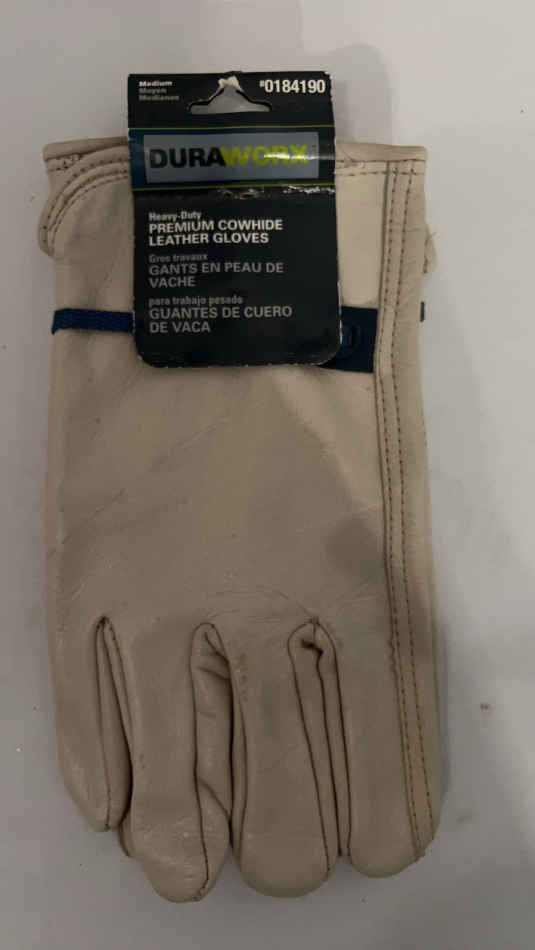 Medium
Moyen
Medianos
#0184190
DURAWORX
Heavy-Duty
PREMIUM COWHIDE
LEATHER GLOVES
Gros travaux
GANTS EN PEAU DE
VACHE
para trabajo pesado
GUANTES DE CUERO
DE VACA